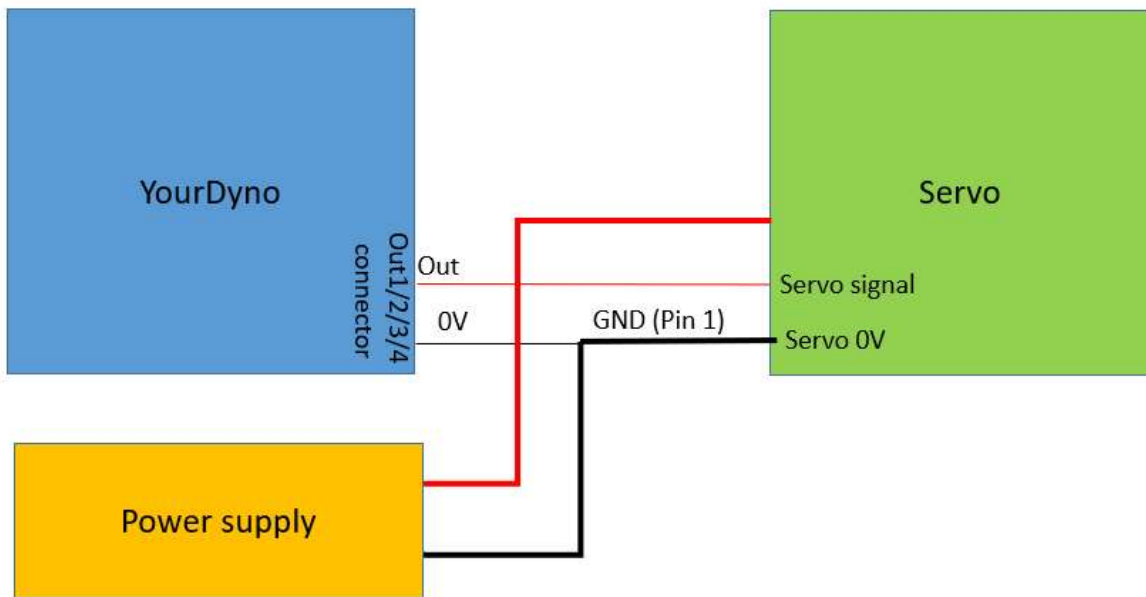 YourDyno
Servo
Out1/2/3/4
connector
Out
Servo signal
0V
GND (Pin 1)
Servo 0V
Power supply